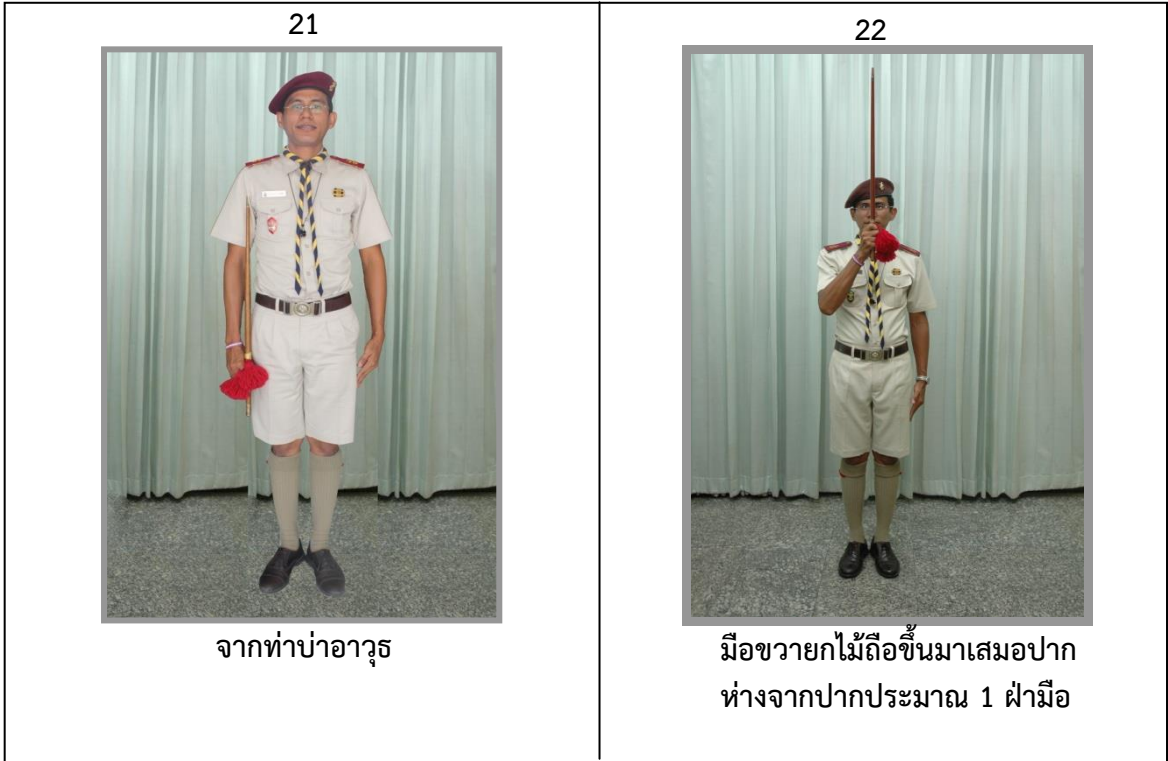 21
จากท่าบ่าอาวุธ
22
มือขวายกไม้ถือขึ้นมาเสมอปาก
ห่างจากปากประมาณ 1 ฝ่ามือ